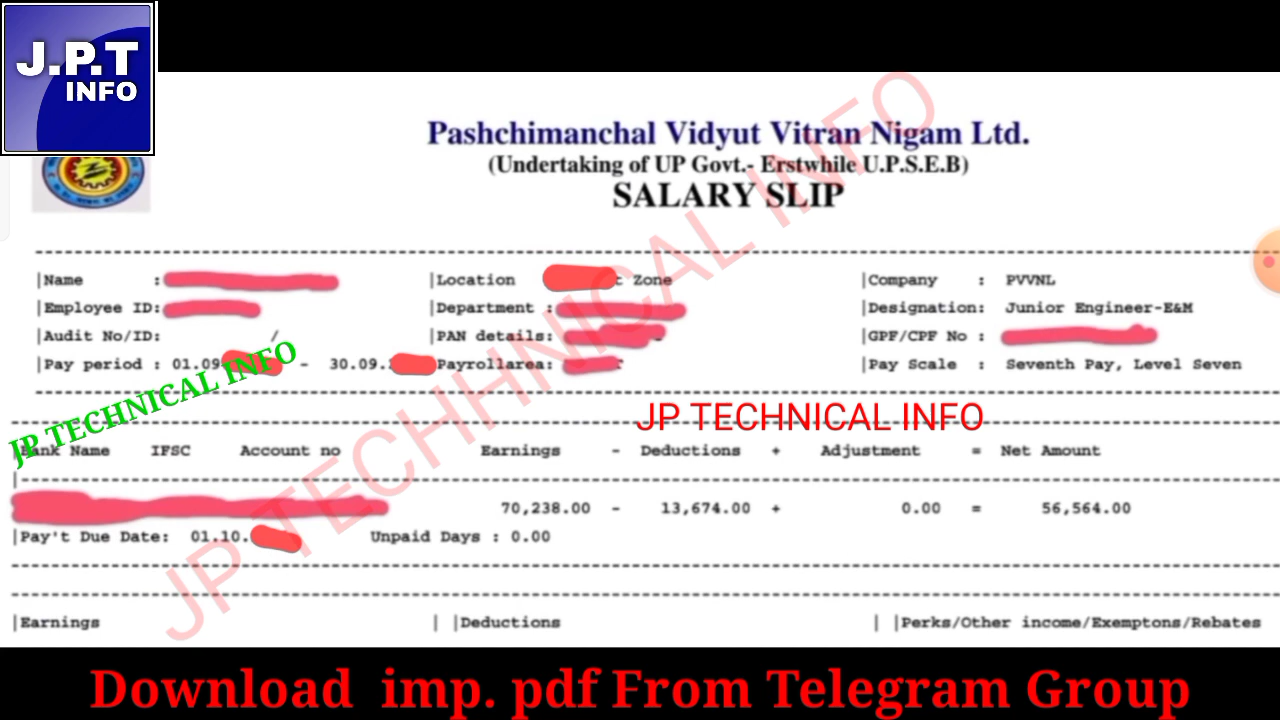 J.P.T
INFO
Pashchimanchal Vidyut Vitran Nigam Ltd.
(Undertaking of UP Govt.- Erstwhile U.P.S.E.B)
SALARY SLIP
|Name : |Location Zone |Company : PVVNL
|Employee ID: |Department : |Designation: Junior Engineer-E&M
|Audit No/ID: / |PAN details: |GPF/CPF No :
|Pay period : 01.09 - 30.09. |Payrollarea: |Pay Scale : Seventh Pay, Level Seven
JP TECHNICAL INFO
JP TECHNICAL INFO
JP TECHHNICAL INFO
|Bank Name IFSC Account no Earnings - Deductions + Adjustment = Net Amount
70,238.00 - 13,674.00 + 0.00 = 56,564.00
|Pay't Due Date: 01.10. Unpaid Days : 0.00
|Earnings | |Deductions | |Perks/Other income/Exemptons/Rebates
Download imp. pdf From Telegram Group